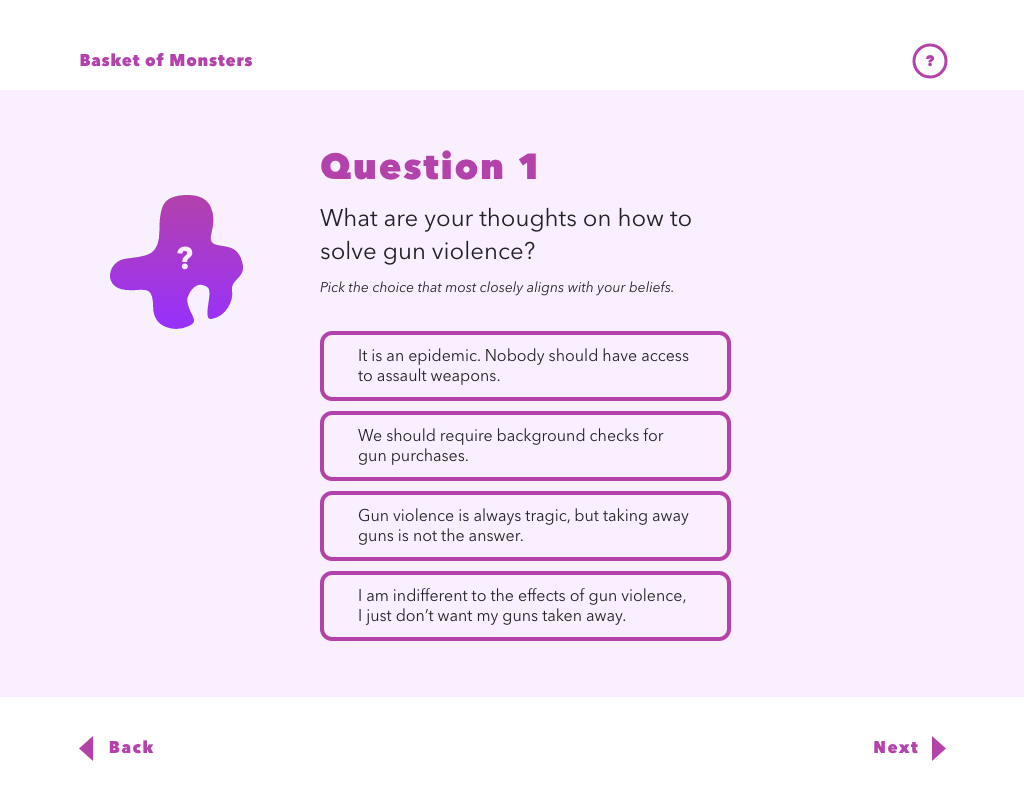 Basket of Monsters
?
Question 1
?
What are your thoughts on how to
solve gun violence?
Pick the choice that most closely aligns with your beliefs.
It is an epidemic. Nobody should have access
to assault weapons.
We should require background checks for
gun purchases.
Gun violence is always tragic, but taking away
guns is not the answer.
I am indifferent to the effects of gun violence,
I just don’t want my guns taken away.
Back
Next